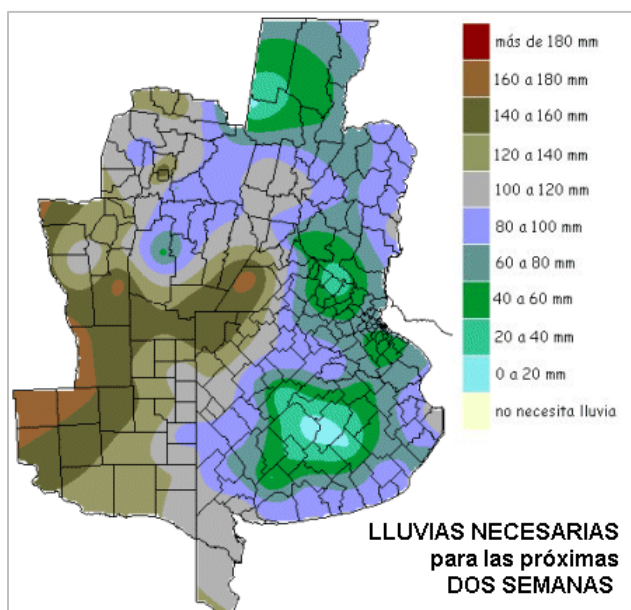 más de 180 mm
160 a 180 mm
140 a 160 mm
120 a 140 mm
100 a 120 mm
80 a 100 mm
60 a 80 mm
40 a 60 mm
20 a 40 mm
0 a 20 mm
no necesita lluvia
LLUVIAS NECESARIAS
para las próximas
DOS SEMANAS